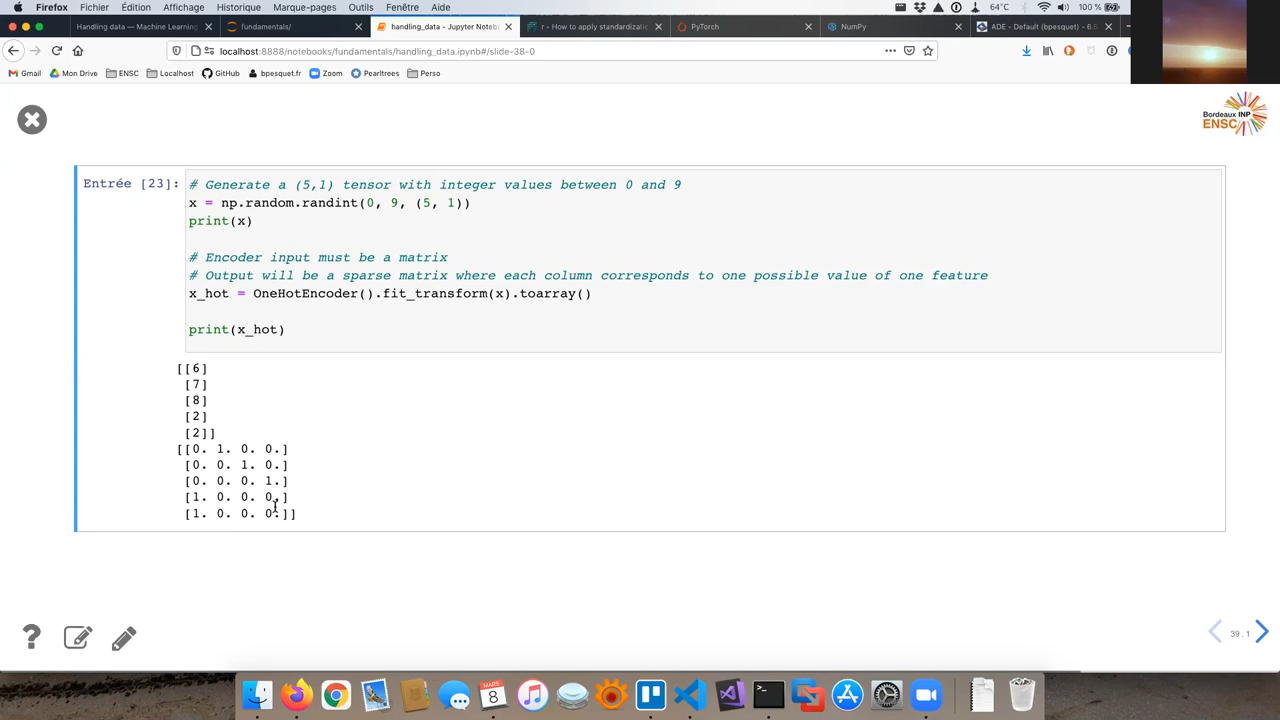 Firefox Fichier Édition Affichage Historique Marque-pages Outils Fenêtre Aide 64°C 100 %
Handling data — Machine Learning fundamentals/ handling_data - Jupyter Noteb r - How to apply standardizatio PyTorch NumPy ADE - Default (bpesquet) - 6.5
localhost:8888/notebooks/fundamentals/handling_data.ipynb#/slide-38-0
Gmail Mon Drive ENSC Localhost GitHub bpesquet.fr Zoom Pearltrees Perso
Bordeaux INP
ENSC
Entrée [23]: # Generate a (5,1) tensor with integer values between 0 and 9
x = np.random.randint(0, 9, (5, 1))
print(x)
# Encoder input must be a matrix
# Output will be a sparse matrix where each column corresponds to one possible value of one feature
x_hot = OneHotEncoder().fit_transform(x).toarray()
print(x_hot)
[[6]
[7]
[8]
[2]
[2]]
[[0. 1. 0. 0.]
[0. 0. 1. 0.]
[0. 0. 0. 1.]
[1. 0. 0. 0.]
[1. 0. 0. 0.]]
39.1
MARS
8